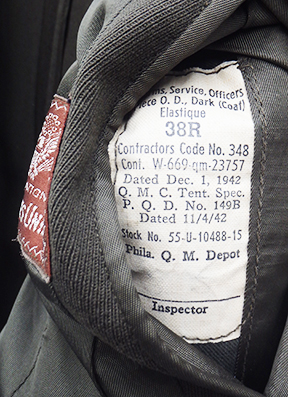 ms, Service, Officers
iece O. D., Dark (Coat)
Elastique
38R
Contractors Code No. 348
Cont. W-669-qm-23757
Dated Dec. 1, 1942
Q. M. C. Tent. Spec.
P. Q. D. No. 149B
Dated 11/4/42
Stock No. 55-U-10488-15
Phila. Q. M. Depot
Inspector